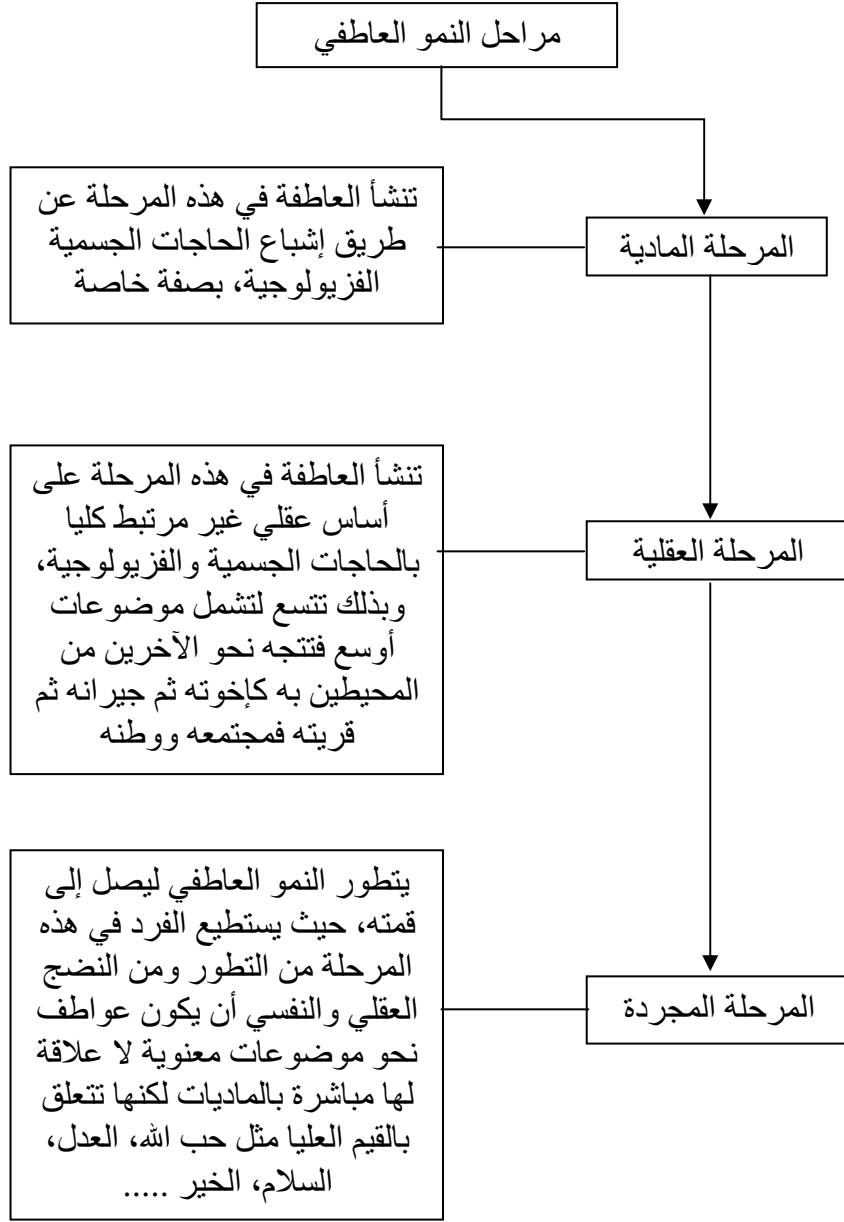 مراحل النمو العاطفي
المرحلة المادية
تنشأ العاطفة في هذه المرحلة عن
طريق إشباع الحاجات الجسمية
الفزيولوجية، بصفة خاصة
المرحلة العقلية
تنشأ العاطفة في هذه المرحلة على
أساس عقلي غير مرتبط كليا
بالحاجات الجسمية والفزيولوجية،
وبذلك تتسع لتشمل موضوعات
أوسع فتتجه نحو الآخرين من
المحيطين به كإخوته ثم جيرانه ثم
قريته فمجتمعه ووطنه
المرحلة المجردة
يتطور النمو العاطفي ليصل إلى
قمته، حيث يستطيع الفرد في هذه
المرحلة من التطور ومن النضج
العقلي والنفسي أن يكون عواطف
نحو موضوعات معنوية لا علاقة
لها مباشرة بالماديات لكنها تتعلق
بالقيم العليا مثل حب الله، العدل،
السلام، الخير .....